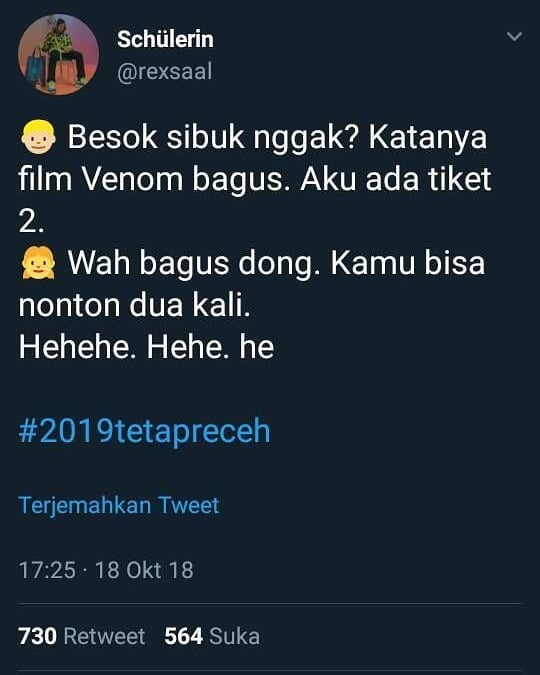 Schülerin
@rexsaal
👱 Besok sibuk nggak? Katanya
film Venom bagus. Aku ada tiket
2.
👧 Wah bagus dong. Kamu bisa
nonton dua kali.
Hehehe. Hehe. he
#2019tetapreceh
Terjemahkan Tweet
17:25 · 18 Okt 18
730 Retweet 564 Suka